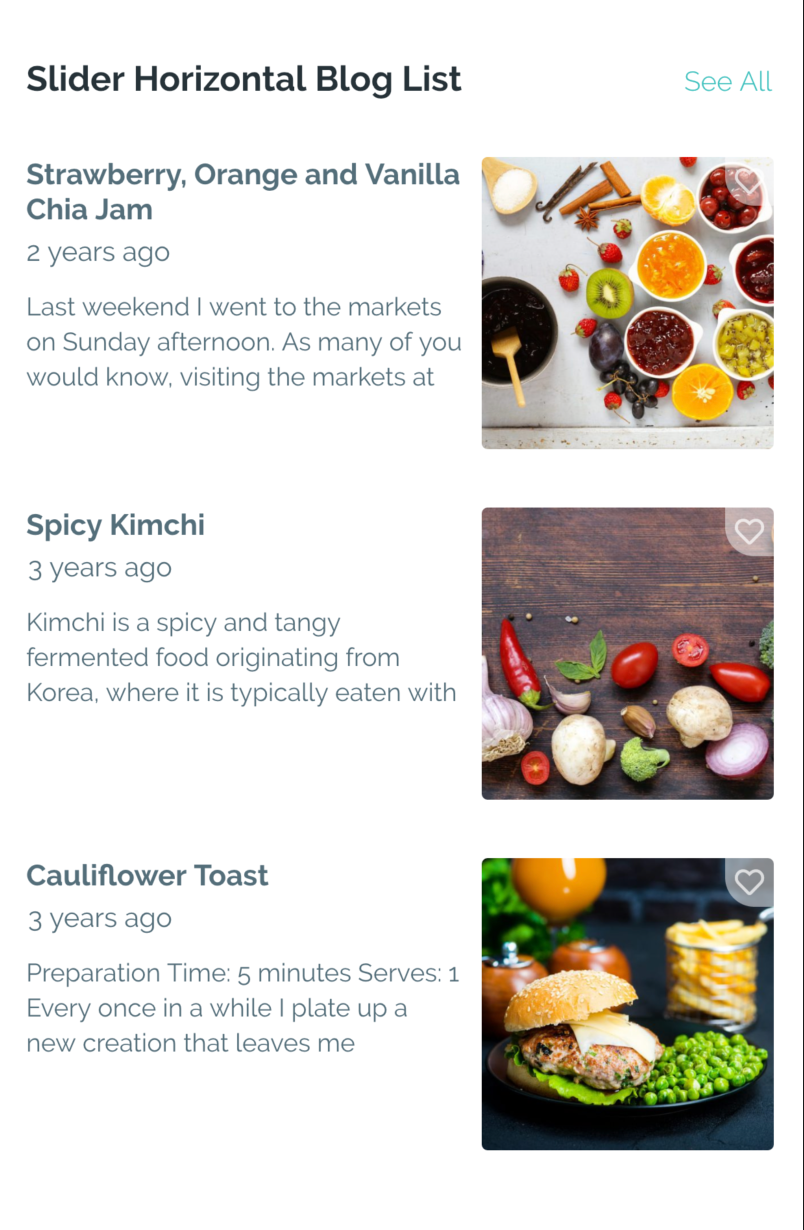 Slider Horizontal Blog List
See All
Strawberry, Orange and Vanilla
Chia Jam
2 years ago
Last weekend I went to the markets
on Sunday afternoon. As many of you
would know, visiting the markets at
Spicy Kimchi
3 years ago
Kimchi is a spicy and tangy
fermented food originating from
Korea, where it is typically eaten with
Cauliflower Toast
3 years ago
Preparation Time: 5 minutes Serves: 1
Every once in a while I plate up a
new creation that leaves me